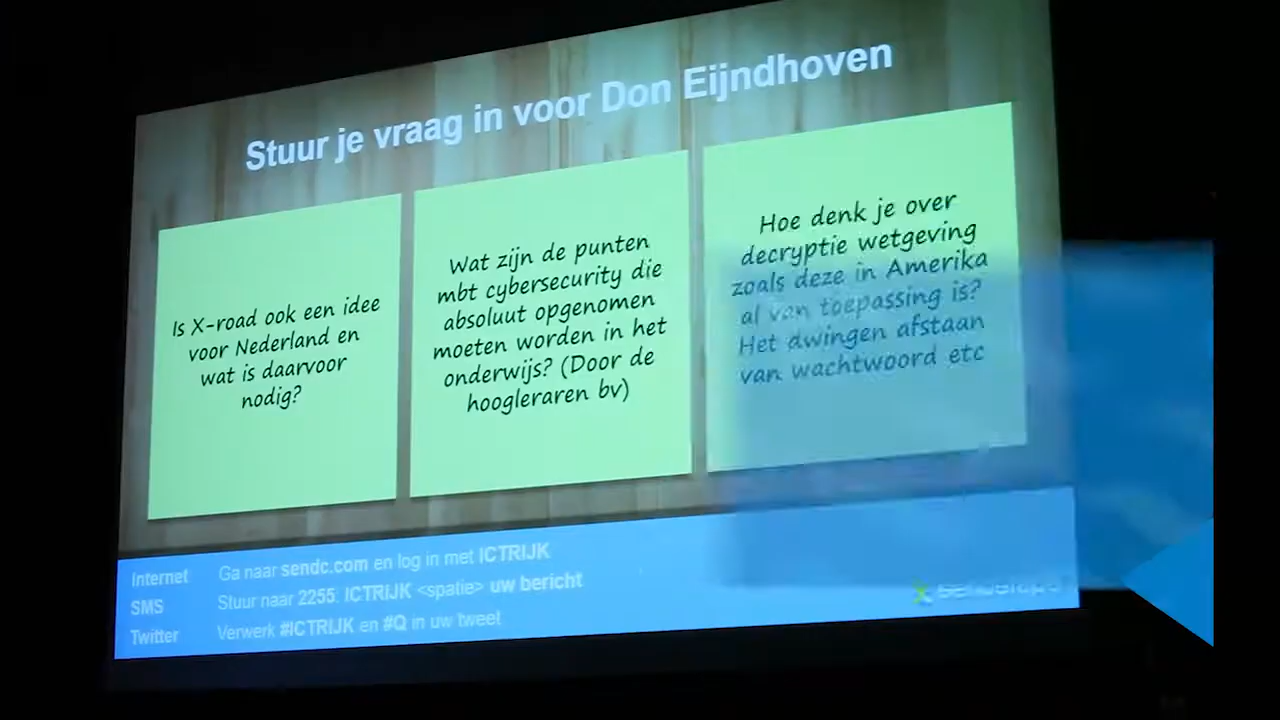 Stuur je vraag in voor Don Eijndhoven
Is X-road ook een idee
voor Nederland en
wat is daarvoor
nodig?
Wat zijn de punten
mbt cybersecurity die
absoluut opgenomen
moeten worden in het
onderwijs? (Door de
hoogleraren bv)
Hoe denk je over
decryptie wetgeving
zoals deze in Amerika
al van toepassing is?
Het dwingen afstaan
van wachtwoord etc
Internet Ga naar sendc.com en log in met ICTRIJK
SMS Stuur naar 2255: ICTRIJK <spatie> uw bericht
Twitter Verwerk #ICTRIJK en #Q in uw tweet